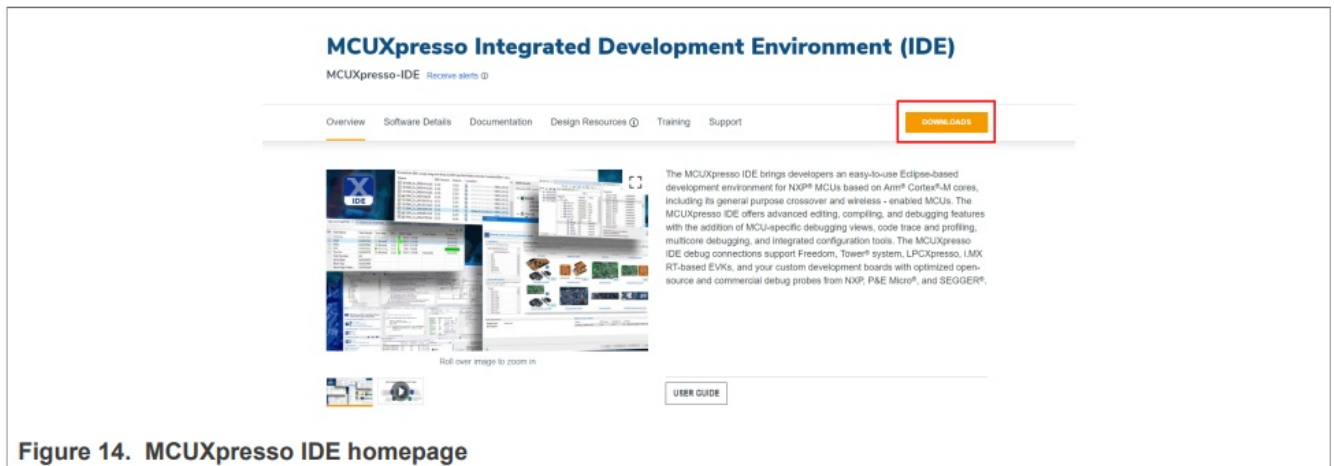 MCUXpresso Integrated Development Environment (IDE)
MCUXpresso-IDE Receive alerts ⓘ
Overview Software Details Documentation Design Resources ⓘ Training Support DOWNLOADS
X
IDE
The MCUXpresso IDE brings developers an easy-to-use Eclipse-based
development environment for NXP® MCUs based on Arm® Cortex®-M cores,
including its general purpose crossover and wireless - enabled MCUs. The
MCUXpresso IDE offers advanced editing, compiling, and debugging features
with the addition of MCU-specific debugging views, code trace and profiling,
multicore debugging, and integrated configuration tools. The MCUXpresso
IDE debug connections support Freedom, Tower® system, LPCXpresso, i.MX
RT-based EVKs, and your custom development boards with optimized open-
source and commercial debug probes from NXP, P&E Micro®, and SEGGER®.
Roll over image to zoom in
USER GUIDE
Figure 14. MCUXpresso IDE homepage